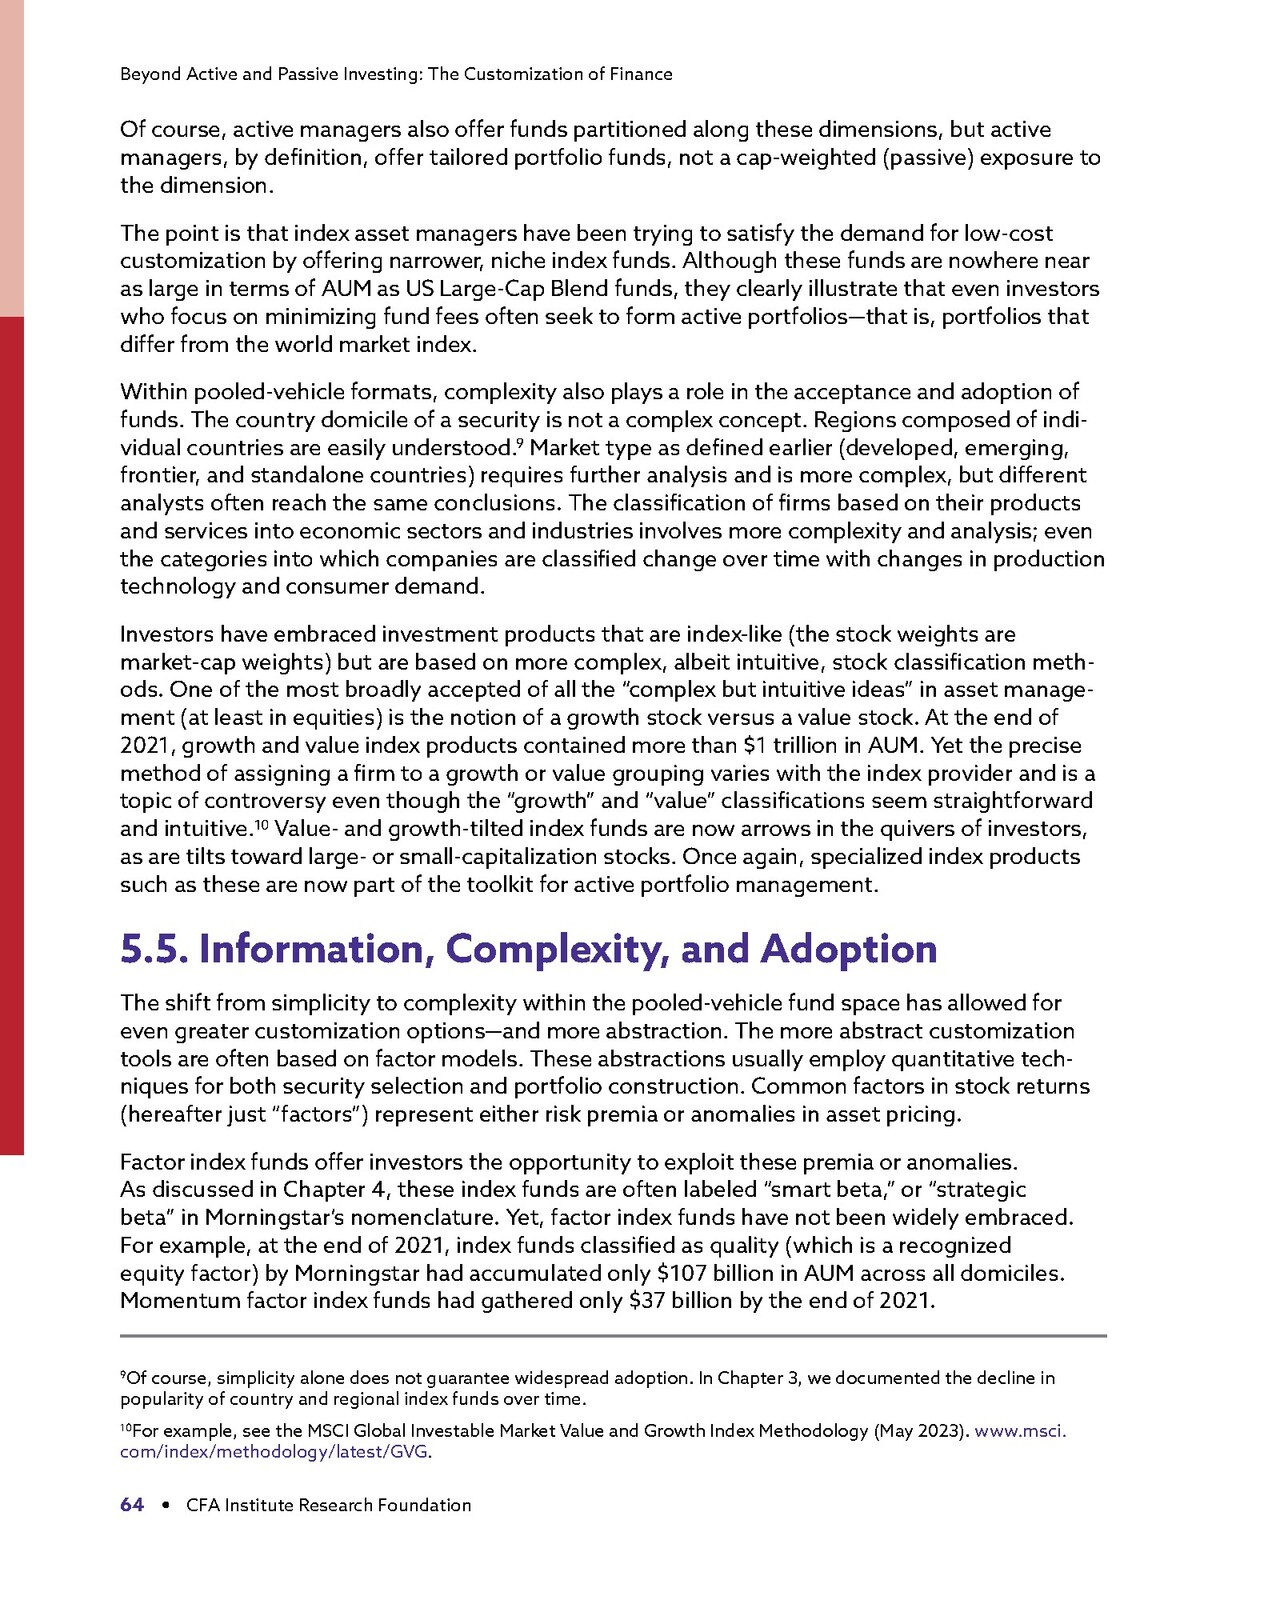 Beyond Active and Passive Investing: The Customization of Finance
Of course, active managers also offer funds partitioned along these dimensions, but active
managers, by definition, offer tailored portfolio funds, not a cap-weighted (passive) exposure to
the dimension.
The point is that index asset managers have been trying to satisfy the demand for low-cost
customization by offering narrower, niche index funds. Although these funds are nowhere near
as large in terms of AUM as US Large-Cap Blend funds, they clearly illustrate that even investors
who focus on minimizing fund fees often seek to form active portfolios—that is, portfolios that
differ from the world market index.
Within pooled-vehicle formats, complexity also plays a role in the acceptance and adoption of
funds. The country domicile of a security is not a complex concept. Regions composed of indi-
vidual countries are easily understood.⁹ Market type as defined earlier (developed, emerging,
frontier, and standalone countries) requires further analysis and is more complex, but different
analysts often reach the same conclusions. The classification of firms based on their products
and services into economic sectors and industries involves more complexity and analysis; even
the categories into which companies are classified change over time with changes in production
technology and consumer demand.
Investors have embraced investment products that are index-like (the stock weights are
market-cap weights) but are based on more complex, albeit intuitive, stock classification meth-
ods. One of the most broadly accepted of all the “complex but intuitive ideas” in asset manage-
ment (at least in equities) is the notion of a growth stock versus a value stock. At the end of
2021, growth and value index products contained more than $1 trillion in AUM. Yet the precise
method of assigning a firm to a growth or value grouping varies with the index provider and is a
topic of controversy even though the “growth” and “value” classifications seem straightforward
and intuitive.¹⁰ Value- and growth-tilted index funds are now arrows in the quivers of investors,
as are tilts toward large- or small-capitalization stocks. Once again, specialized index products
such as these are now part of the toolkit for active portfolio management.
5.5. Information, Complexity, and Adoption
The shift from simplicity to complexity within the pooled-vehicle fund space has allowed for
even greater customization options—and more abstraction. The more abstract customization
tools are often based on factor models. These abstractions usually employ quantitative tech-
niques for both security selection and portfolio construction. Common factors in stock returns
(hereafter just “factors”) represent either risk premia or anomalies in asset pricing.
Factor index funds offer investors the opportunity to exploit these premia or anomalies.
As discussed in Chapter 4, these index funds are often labeled “smart beta,” or “strategic
beta” in Morningstar’s nomenclature. Yet, factor index funds have not been widely embraced.
For example, at the end of 2021, index funds classified as quality (which is a recognized
equity factor) by Morningstar had accumulated only $107 billion in AUM across all domiciles.
Momentum factor index funds had gathered only $37 billion by the end of 2021.
⁹Of course, simplicity alone does not guarantee widespread adoption. In Chapter 3, we documented the decline in
popularity of country and regional index funds over time.
¹⁰For example, see the MSCI Global Investable Market Value and Growth Index Methodology (May 2023). www.msci.
com/index/methodology/latest/GVG.
64 • CFA Institute Research Foundation